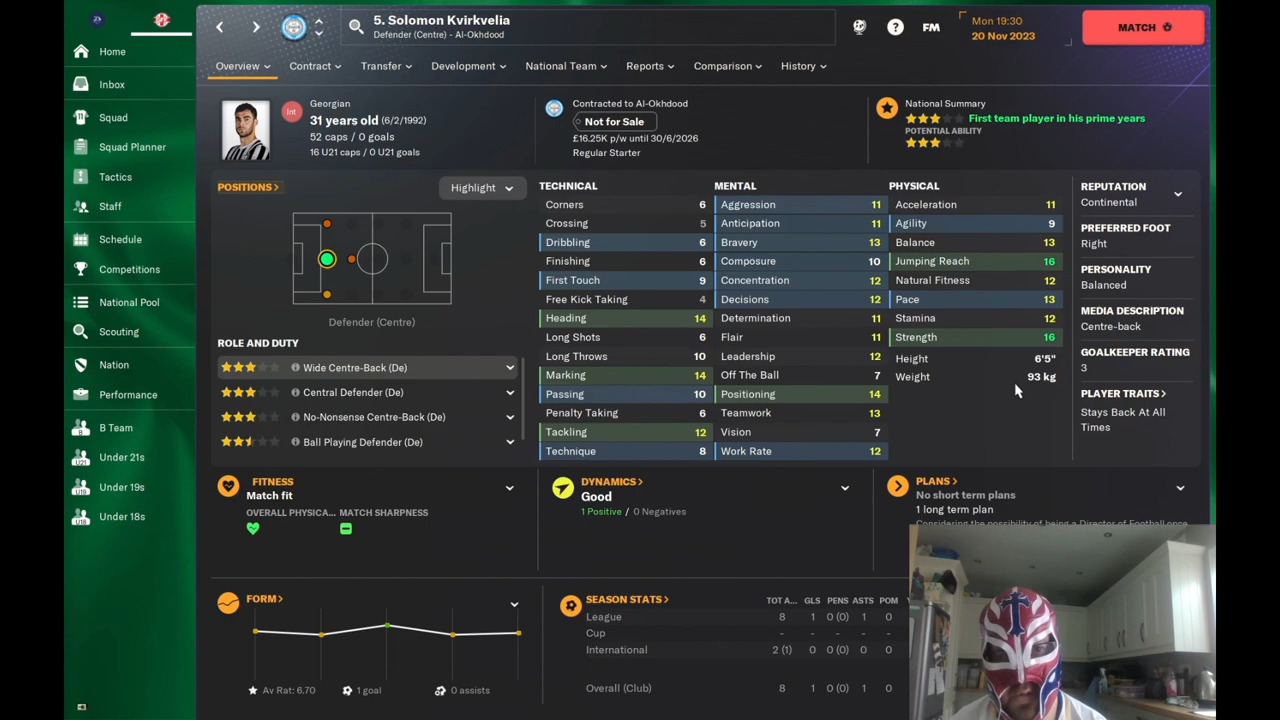 5. Solomon Kvirkvelia
Defender (Centre) - Al-Okhdood
?
FM
Mon 19:30
20 Nov 2023
MATCH
Home
Inbox
Squad
Squad Planner
Tactics
Staff
Schedule
Competitions
National Pool
Scouting
Nation
Performance
B Team
Under 21s
Under 19s
Under 18s
Overview
Contract
Transfer
Development
National Team
Reports
Comparison
History
Int
Georgian
31 years old (6/2/1992)
52 caps / 0 goals
16 U21 caps / 0 U21 goals
Contracted to Al-Okhdood
Not for Sale
£16.25K p/w until 30/6/2026
Regular Starter
National Summary
First team player in his prime years
POTENTIAL ABILITY
POSITIONS >
Highlight
Defender (Centre)
ROLE AND DUTY
Wide Centre-Back (De)
Central Defender (De)
No-Nonsense Centre-Back (De)
Ball Playing Defender (De)
TECHNICAL
Corners 6
Crossing 5
Dribbling 6
Finishing 6
First Touch 9
Free Kick Taking 4
Heading 14
Long Shots 6
Long Throws 10
Marking 14
Passing 10
Penalty Taking 6
Tackling 12
Technique 8
MENTAL
Aggression 11
Anticipation 11
Bravery 13
Composure 10
Concentration 12
Decisions 12
Determination 11
Flair 11
Leadership 12
Off The Ball 7
Positioning 14
Teamwork 13
Vision 7
Work Rate 12
PHYSICAL
Acceleration 11
Agility 9
Balance 13
Jumping Reach 16
Natural Fitness 12
Pace 13
Stamina 12
Strength 16
Height 6'5"
Weight 93 kg
REPUTATION
Continental
PREFERRED FOOT
Right
PERSONALITY
Balanced
MEDIA DESCRIPTION
Centre-back
GOALKEEPER RATING
3
PLAYER TRAITS >
Stays Back At All
Times
FITNESS
Match fit
OVERALL PHYSICA... MATCH SHARPNESS
DYNAMICS >
Good
1 Positive / 0 Negatives
PLANS >
No short term plans
1 long term plan
Considering the possibility of being a Director of Football once
FORM >
Av Rat: 6.70
1 goal
0 assists
SEASON STATS >
TOT A... GLS PENS ASTS POM
League 8 1 0 (0) 1 0
Cup - - - - -
International 2 (1) 0 0 (0) 0 0
Overall (Club) 8 1 0 (0) 1 0